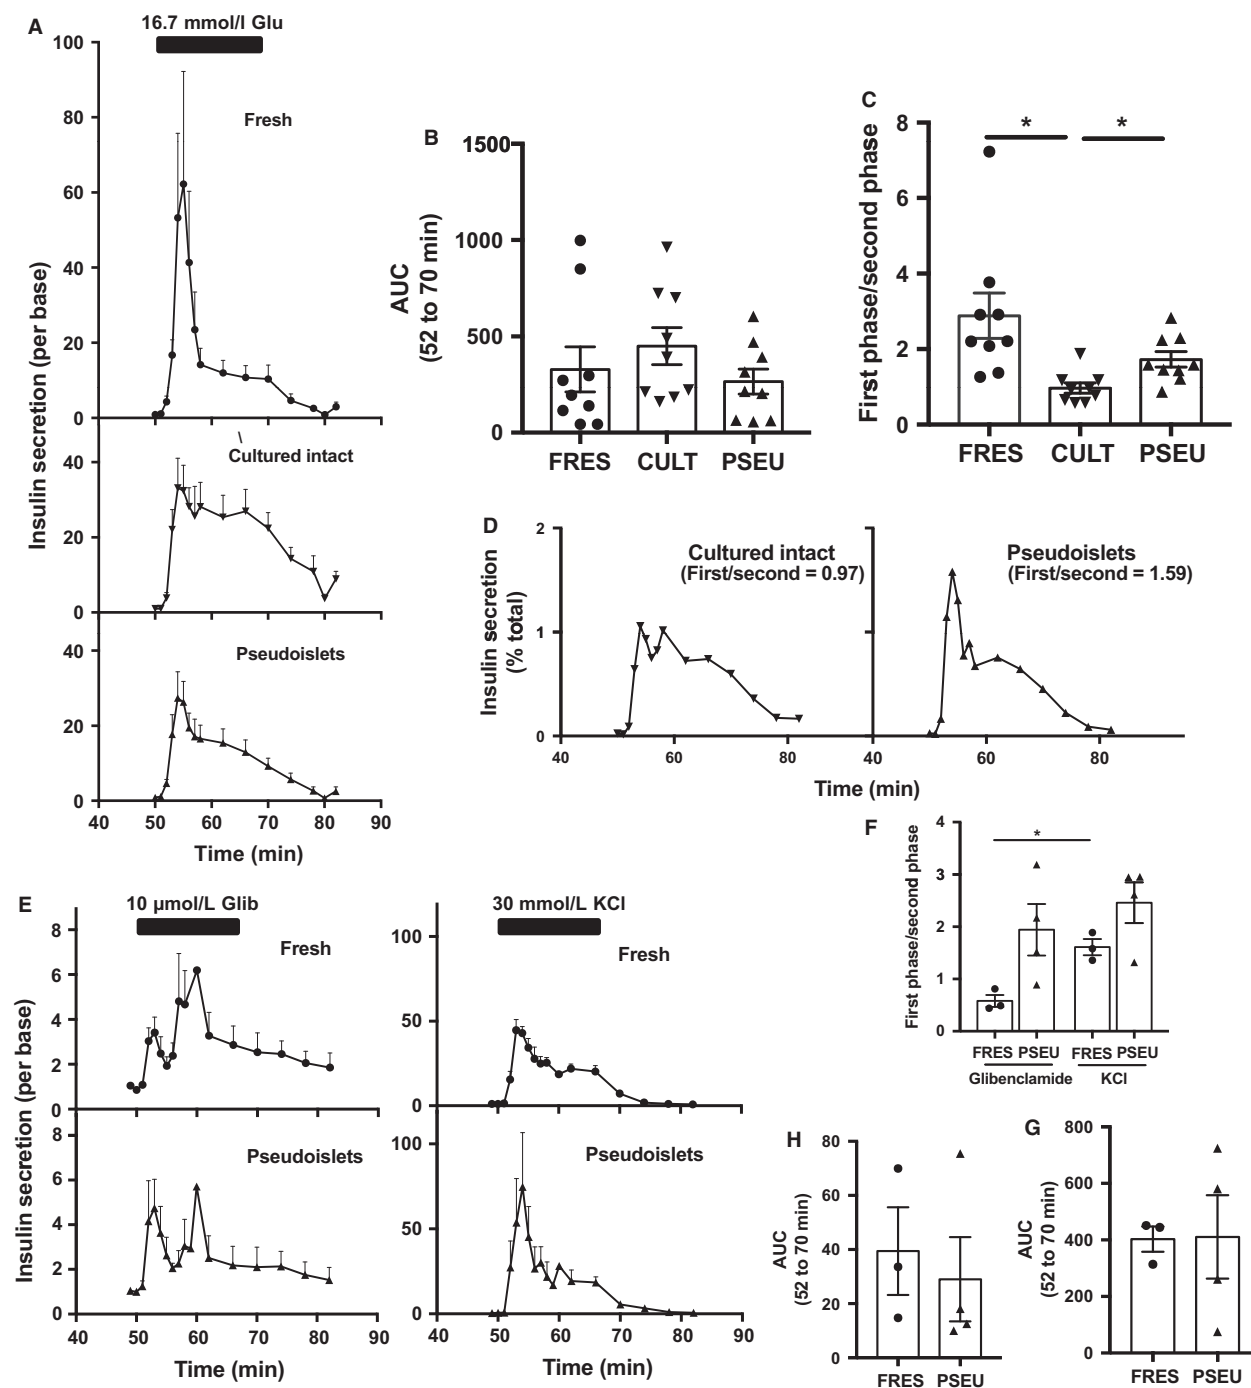 A
16.7 mmol/l Glu
100
80
60
40
20
0
Fresh
Insulin secretion (per base)
40
20
0
Cultured intact
40
20
0
Pseudoislets
40 50 60 70 80 90
Time (min)
B
1500
1000
500
0
AUC
(52 to 70 min)
FRES CULT PSEU
C
8
6
4
2
0
First phase/second phase
* *
FRES CULT PSEU
D
2
1
0
Insulin secretion
(% total)
Cultured intact
(First/second = 0.97)
Pseudoislets
(First/second = 1.59)
40 60 80 40 60 80
Time (min)
E
10 µmol/L Glib
8
6
4
2
0
Fresh
Insulin secretion (per base)
8
6
4
2
0
Pseudoislets
40 50 60 70 80 90
Time (min)
30 mmol/L KCl
100
50
0
Fresh
100
50
0
Pseudoislets
40 50 60 70 80 90
Time (min)
F
4
3
2
1
0
First phase/second phase
*
FRES PSEU FRES PSEU
Glibenclamide KCl
H
80
60
40
20
0
AUC
(52 to 70 min)
FRES PSEU
G
800
600
400
200
0
AUC
(52 to 70 min)
FRES PSEU